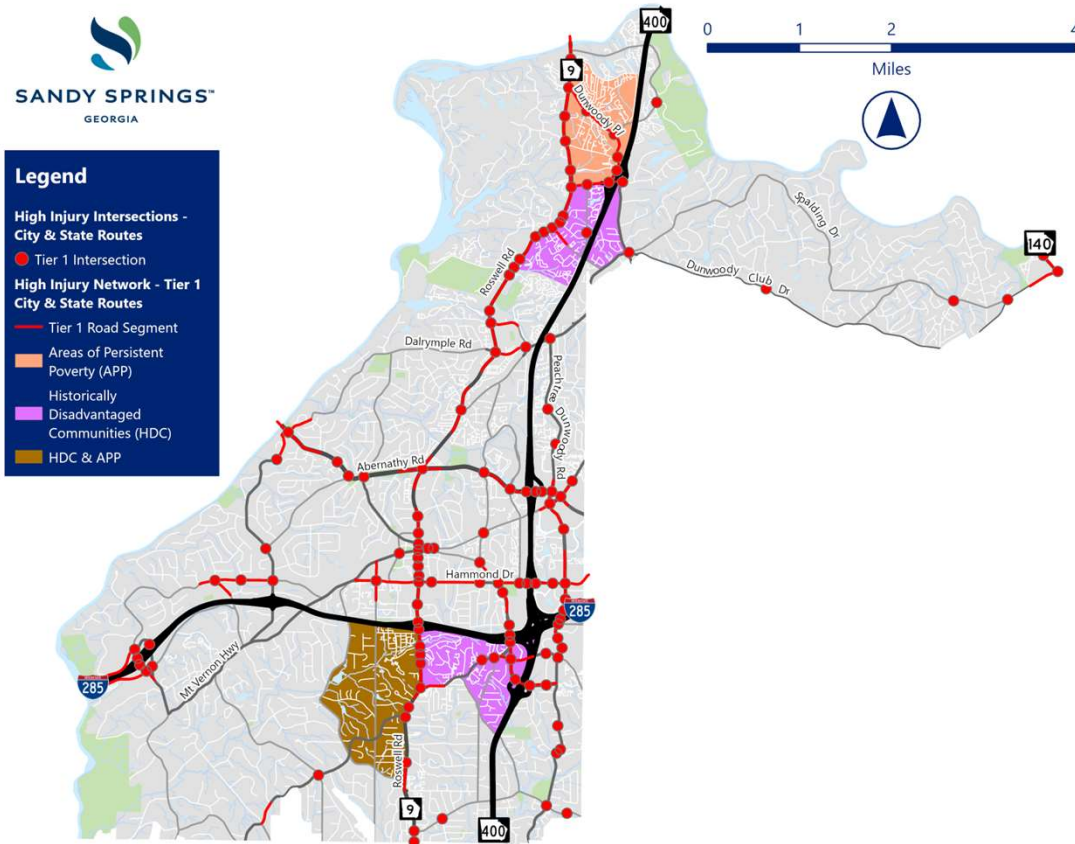 SANDY SPRINGS™
GEORGIA
Legend
High Injury Intersections -
City & State Routes
Tier 1 Intersection
High Injury Network - Tier 1
City & State Routes
Tier 1 Road Segment
Areas of Persistent
Poverty (APP)
Historically
Disadvantaged
Communities (HDC)
HDC & APP
0 1 2 4
Miles
400
9
Dunwoody Pl
Spalding Dr
140
Dunwoody Club Dr
Roswell Rd
Dalrymple Rd
Peachtree Dunwoody Rd
Abernathy Rd
Hammond Dr
285
Mt Vernon Hwy
285
Roswell Rd
9
400